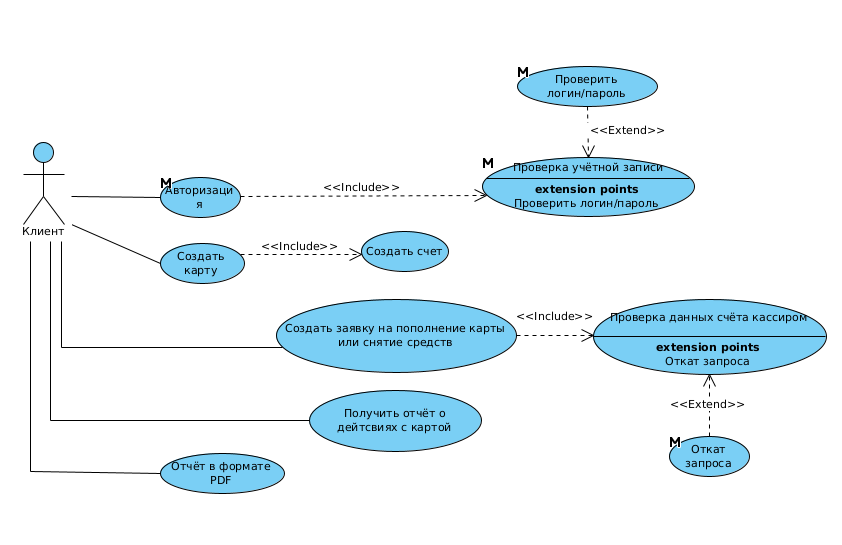 M
Проверить
логин/пароль
<<Extend>>
M
Проверка учётной записи
extension points
Проверить логин/пароль
M
Авторизаци
я
<<Include>>
Клиент
Создать
карту
<<Include>>
Создать счет
Создать заявку на пополнение карты
или снятие средств
<<Include>>
Проверка данных счёта кассиром
extension points
Откат запроса
<<Extend>>
M
Откат
запроса
Получить отчёт о
дейтсвиях с картой
Отчёт в формате
PDF